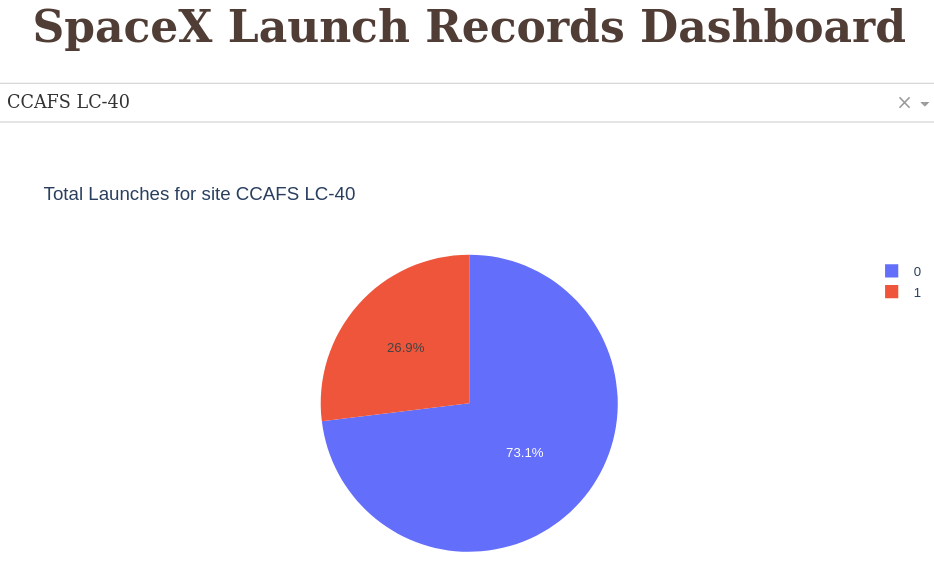 SpaceX Launch Records Dashboard
CCAFS LC-40
Total Launches for site CCAFS LC-40
0
1
26.9%
73.1%